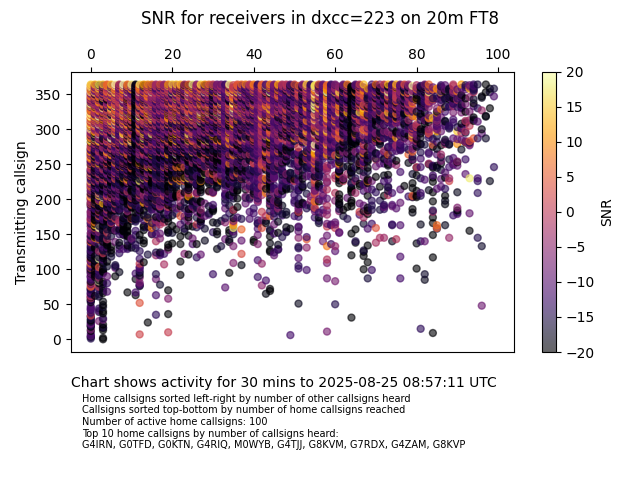 SNR for receivers in dxcc=223 on 20m FT8
0 20 40 60 80 100
350
300
250
200
150
100
50
0
Transmitting callsign
20
15
10
5
0
−5
−10
−15
−20
SNR
Chart shows activity for 30 mins to 2025-08-25 08:57:11 UTC
Home callsigns sorted left-right by number of other callsigns heard
Callsigns sorted top-bottom by number of home callsigns reached
Number of active home callsigns: 100
Top 10 home callsigns by number of callsigns heard:
G4IRN, G0TFD, G0KTN, G4RIQ, M0WYB, G4TJJ, G8KVM, G7RDX, G4ZAM, G8KVP